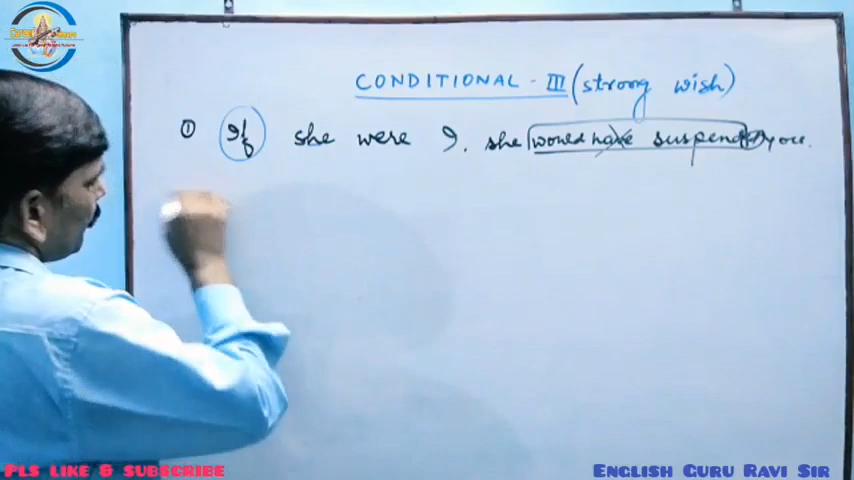 CONDITIONAL - III (strong wish)
① If she were I, she would have suspended you.
PLS LIKE & SUBSCRIBE
ENGLISH GURU RAVI SIR